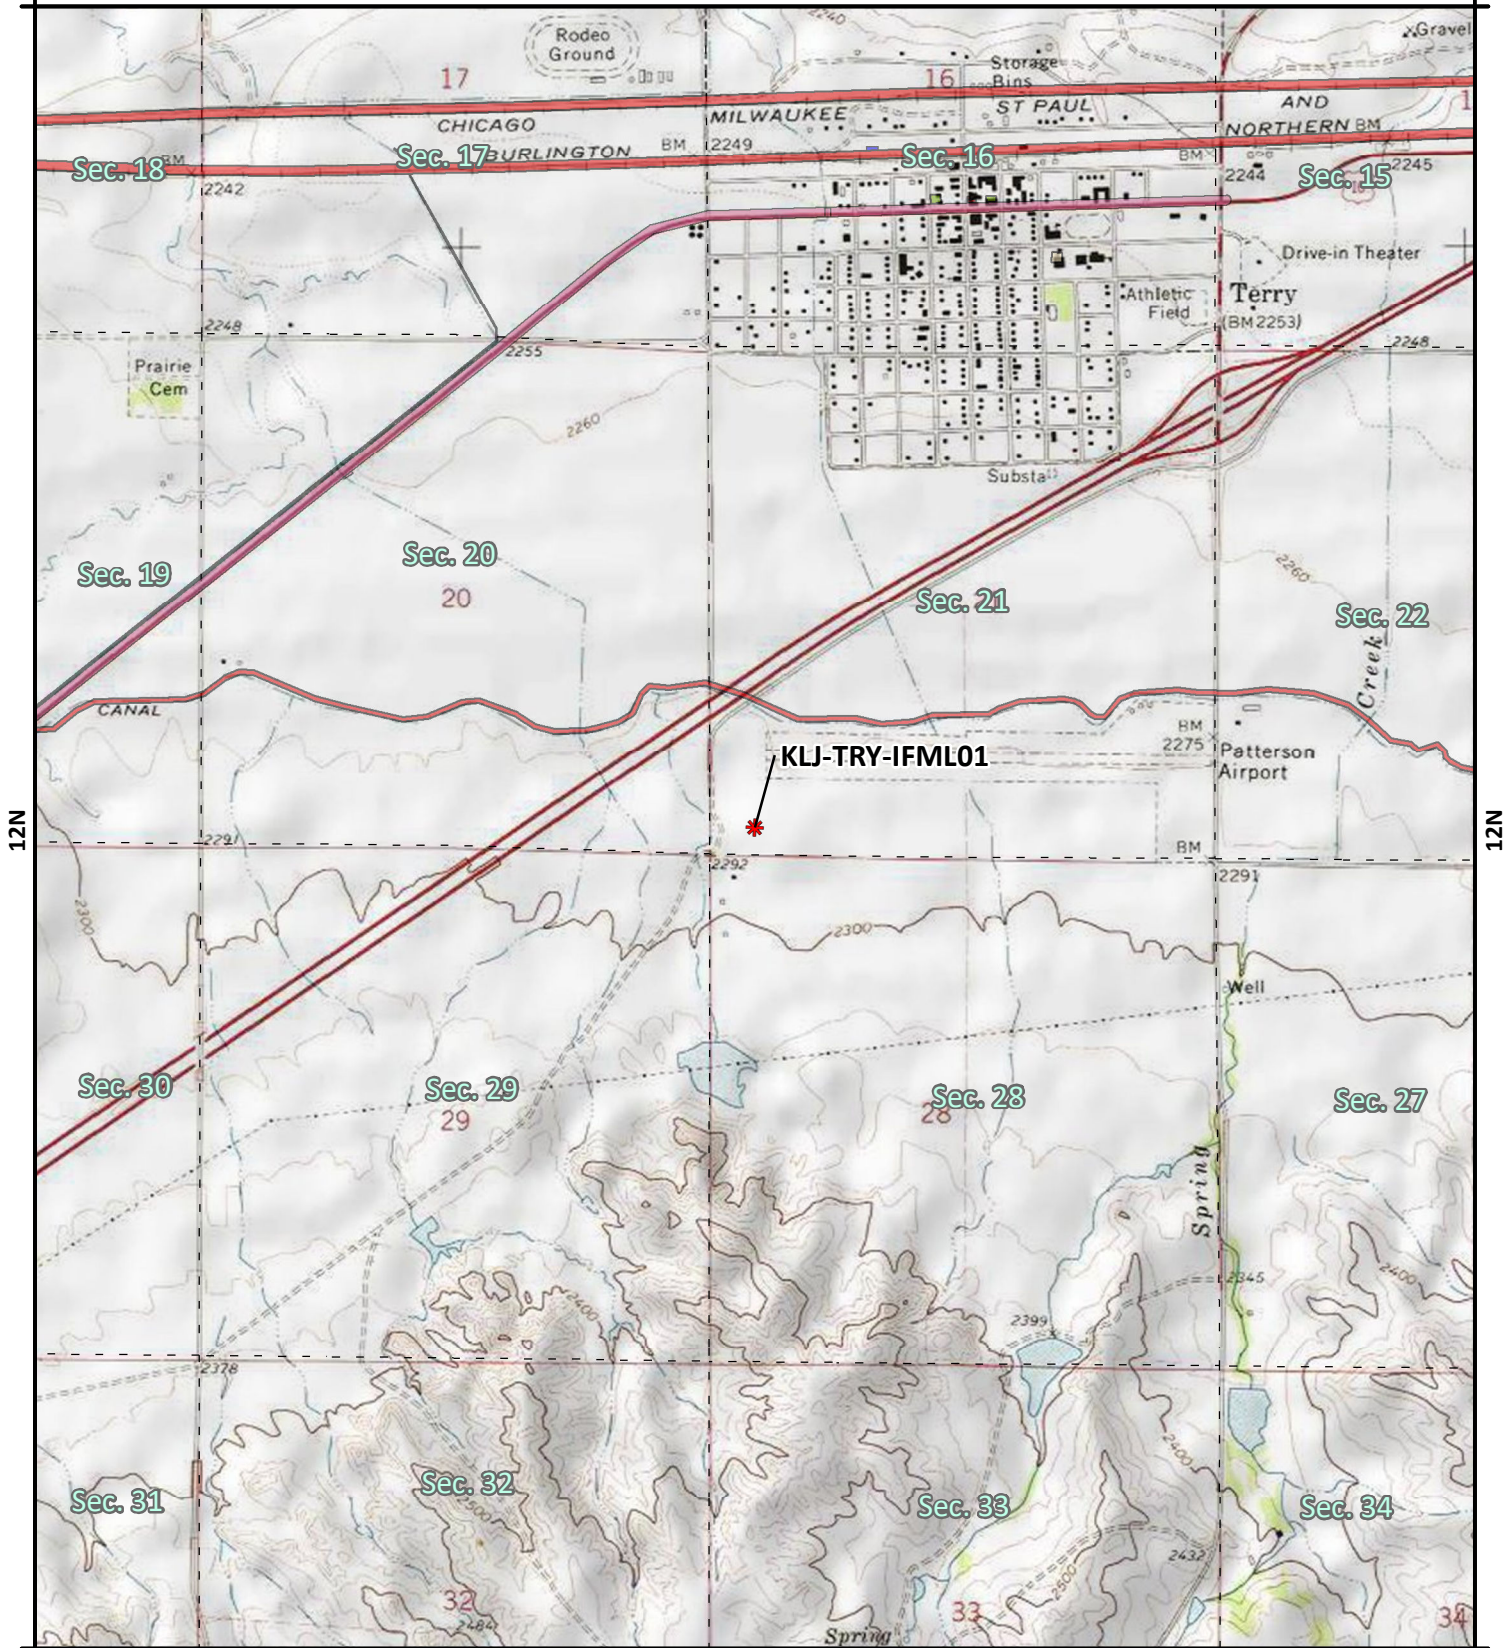 2240
Gravel
Rodeo
Ground
Storage
Bins
17
16
1
ST PAUL
AND
MILWAUKEE
CHICAGO
NORTHERN BM
BURLINGTON
BM
2249
BM
Sec. 18
Sec. 17
Sec. 16
BM
2244
Sec. 15
2245
2242
Drive-in Theater
Athletic
Field
Terry
(BM 2253)
2248
2255
2248
Prairie
Cem
2260
Substa
Sec. 19
Sec. 20
20
Sec. 21
2260
Sec. 22
Creek
CANAL
BM
2275
Patterson
Airport
KLJ-TRY-IFML01
12N
12N
2291
BM
2292
2291
2300
2300
Well
Sec. 30
Sec. 29
29
Sec. 28
28
Sec. 27
Spring
2345
2400
2400
2399
2378
2400
Sec. 31
Sec. 32
2500
Sec. 33
Sec. 34
2432
2500
32
2484
33
34
Spring